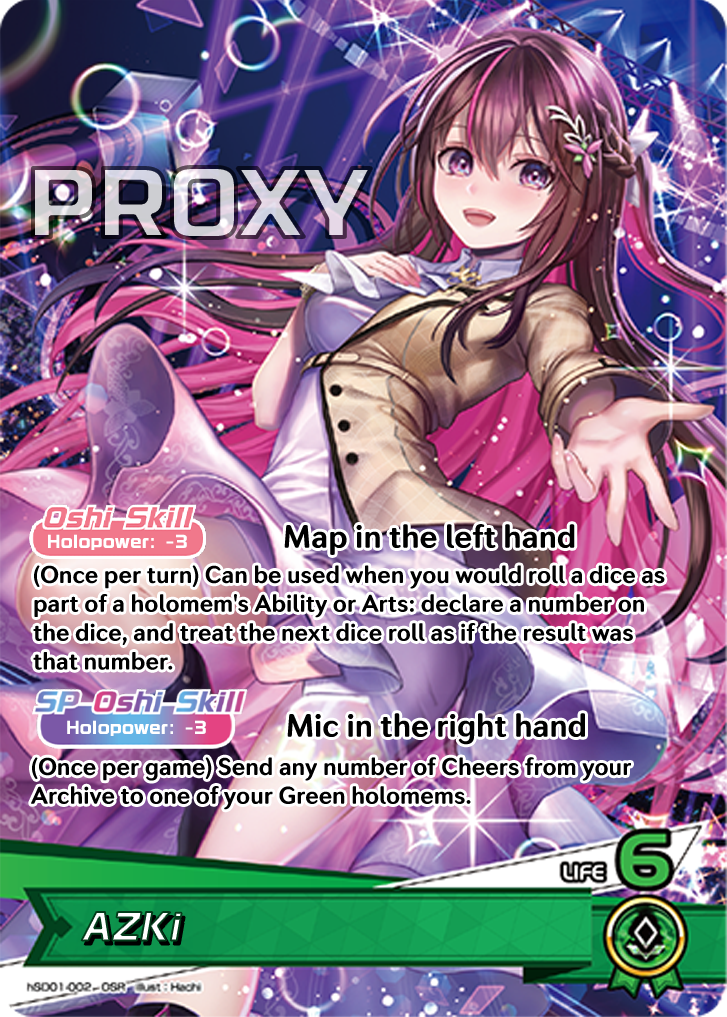 PROXY
Oshi Skill
Holopower: -3
Map in the left hand
(Once per turn) Can be used when you would roll a dice as
part of a holomem's Ability or Arts: declare a number on
the dice, and treat the next dice roll as if the result was
that number.
SP Oshi Skill
Holopower: -3
Mic in the right hand
(Once per game) Send any number of Cheers from your
Archive to one of your Green holomems.
LIFE 6
AZKi
hSD01-002 OSR illust : Hachi